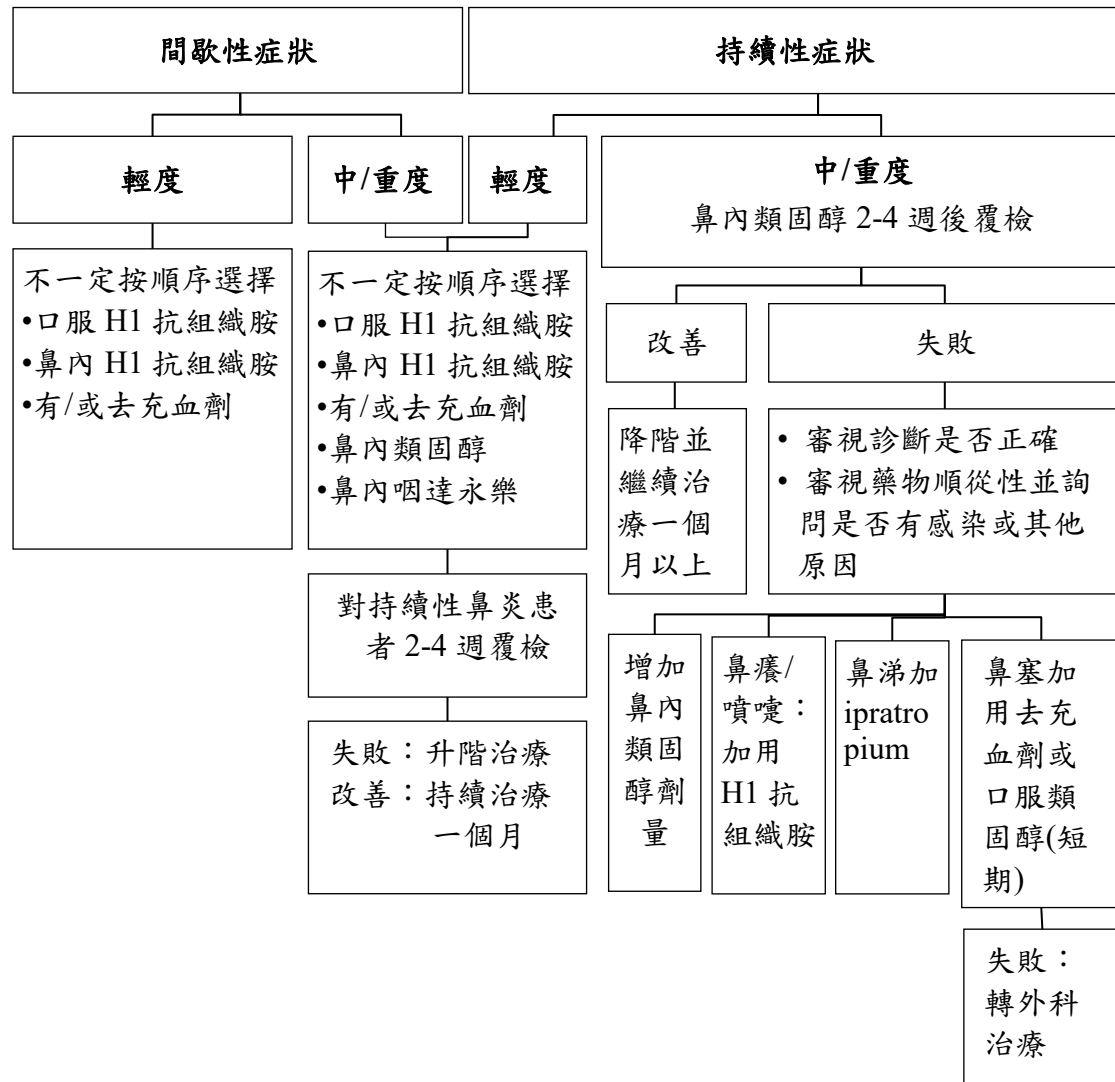 間歇性症狀
持續性症狀
輕度
中/重度
輕度
中/重度
鼻內類固醇 2-4 週後覆檢
不一定按順序選擇
•口服 H1 抗組織胺
•鼻內 H1 抗組織胺
•有/或去充血劑
不一定按順序選擇
•口服 H1 抗組織胺
•鼻內 H1 抗組織胺
•有/或去充血劑
•鼻內類固醇
•鼻內咽達永樂
對持續性鼻炎患
者 2-4 週覆檢
失敗：升階治療
改善：持續治療
一個月
改善
失敗
降階並
繼續治
療一個
月以上
• 審視診斷是否正確
• 審視藥物順從性並詢
問是否有感染或其他
原因
增加
鼻內
類固
醇劑
量
鼻癢/
噴嚏：
加用
H1 抗
組織胺
鼻涕加
ipratro
pium
鼻塞加
用去充
血劑或
口服類
固醇(短
期)
失敗：
轉外科
治療